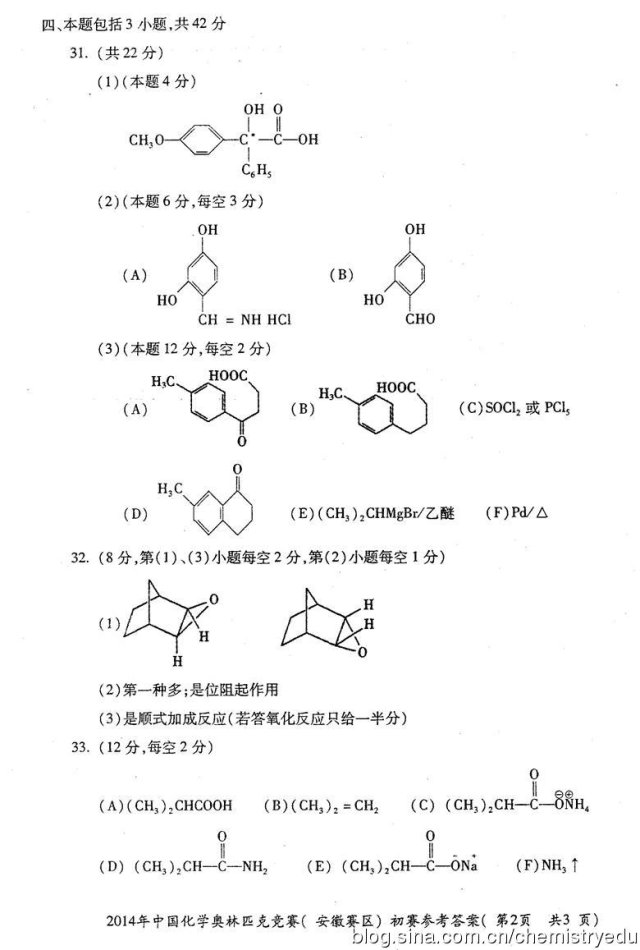 四、本题包括3小题,共42分
31. (共22分)
(1)(本题4分)
OH O
CH₃O C* C OH
C₆H₅
(2)(本题6分,每空3分)
OH OH
(A) (B)
HO HO
CH = NH HCl CHO
(3)(本题12分,每空2分)
H₃C HOOC H₃C HOOC
(A) (B) (C)SOCl₂ 或 PCl₅
O
O
H₃C
(D) (E)(CH₃)₂CHMgBr/乙醚 (F)Pd/△
32. (8分,第(1)、(3)小题每空2分,第(2)小题每空1分)
O H
(1) H H
H O
(2)第一种多;是位阻起作用
(3)是顺式加成反应(若答氧化反应只给一半分)
33. (12分,每空2分)
O
(A)(CH₃)₂CHCOOH (B)(CH₃)₂=CH₂ (C) (CH₃)₂CH—C—O⊖N⊕H₄
O O
(D) (CH₃)₂CH—C—NH₂ (E) (CH₃)₂CH—C—O⁻Na⁺ (F)NH₃↑
2014年中国化学奥林匹克竞赛( 安徽赛区) 初赛参考答案( 第2页 共3页)
blog.sina.com.cn/chemistryedu